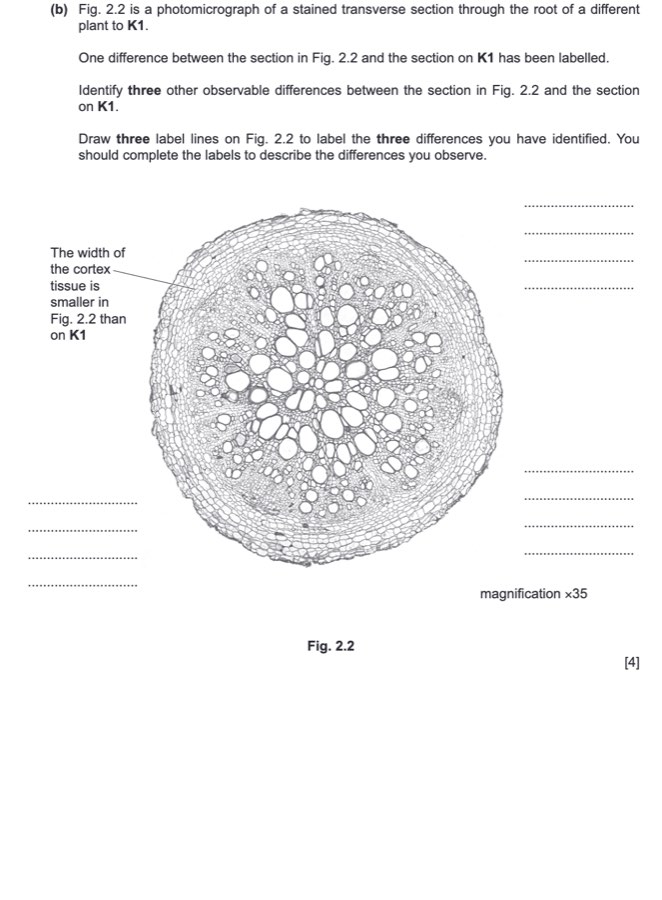 (b) Fig. 2.2 is a photomicrograph of a stained transverse section through the root of a different
plant to K1.
One difference between the section in Fig. 2.2 and the section on K1 has been labelled.
Identify three other observable differences between the section in Fig. 2.2 and the section
on K1.
Draw three label lines on Fig. 2.2 to label the three differences you have identified. You
should complete the labels to describe the differences you observe.
The width of
the cortex
tissue is
smaller in
Fig. 2.2 than
on K1
magnification ×35
Fig. 2.2
[4]